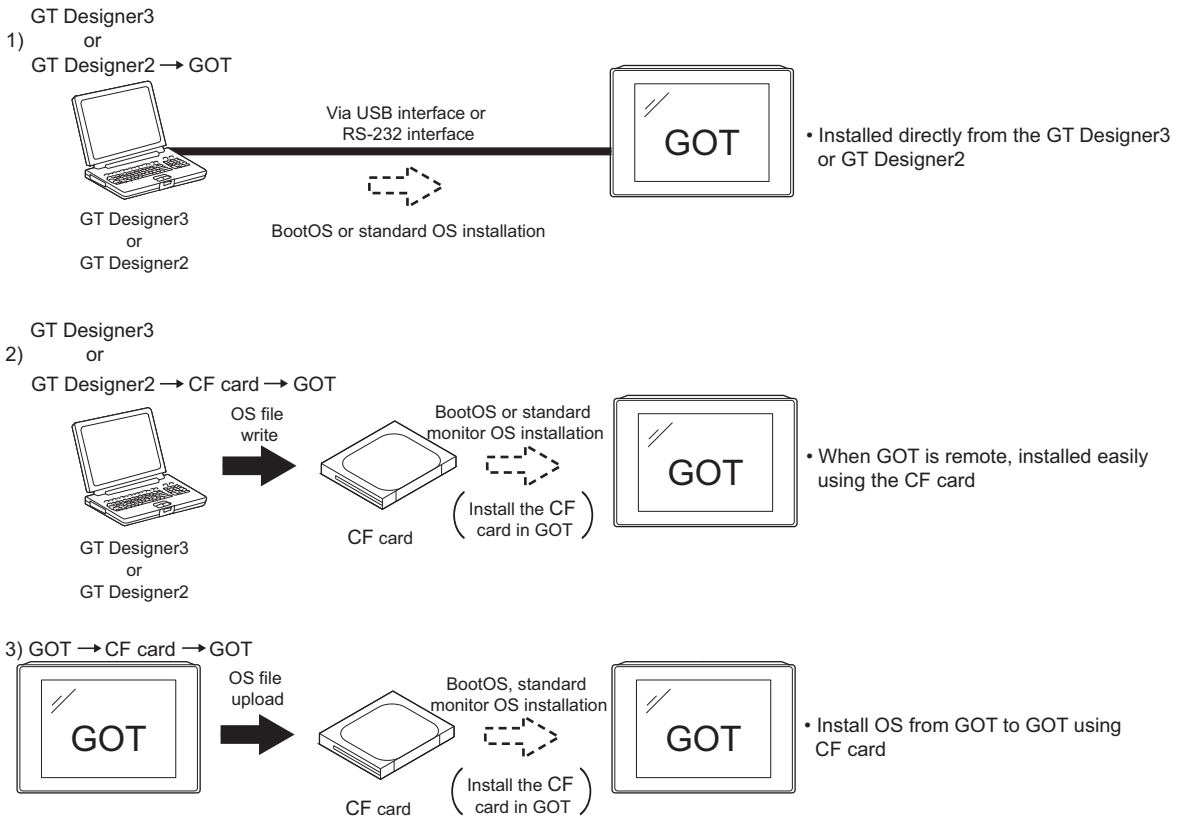 GT Designer3
1) or
GT Designer2 → GOT
Via USB interface or
RS-232 interface
GOT
• Installed directly from the GT Designer3
or GT Designer2
GT Designer3
or
GT Designer2
BootOS or standard OS installation
GT Designer3
2) or
GT Designer2 → CF card → GOT
OS file
write
BootOS or standard
monitor OS installation
GOT
• When GOT is remote, installed easily
using the CF card
(Install the CF
card in GOT)
CF card
GT Designer3
or
GT Designer2
3) GOT → CF card → GOT
GOT
OS file
upload
BootOS, standard
monitor OS installation
GOT
• Install OS from GOT to GOT using
CF card
(Install the CF
card in GOT)
CF card